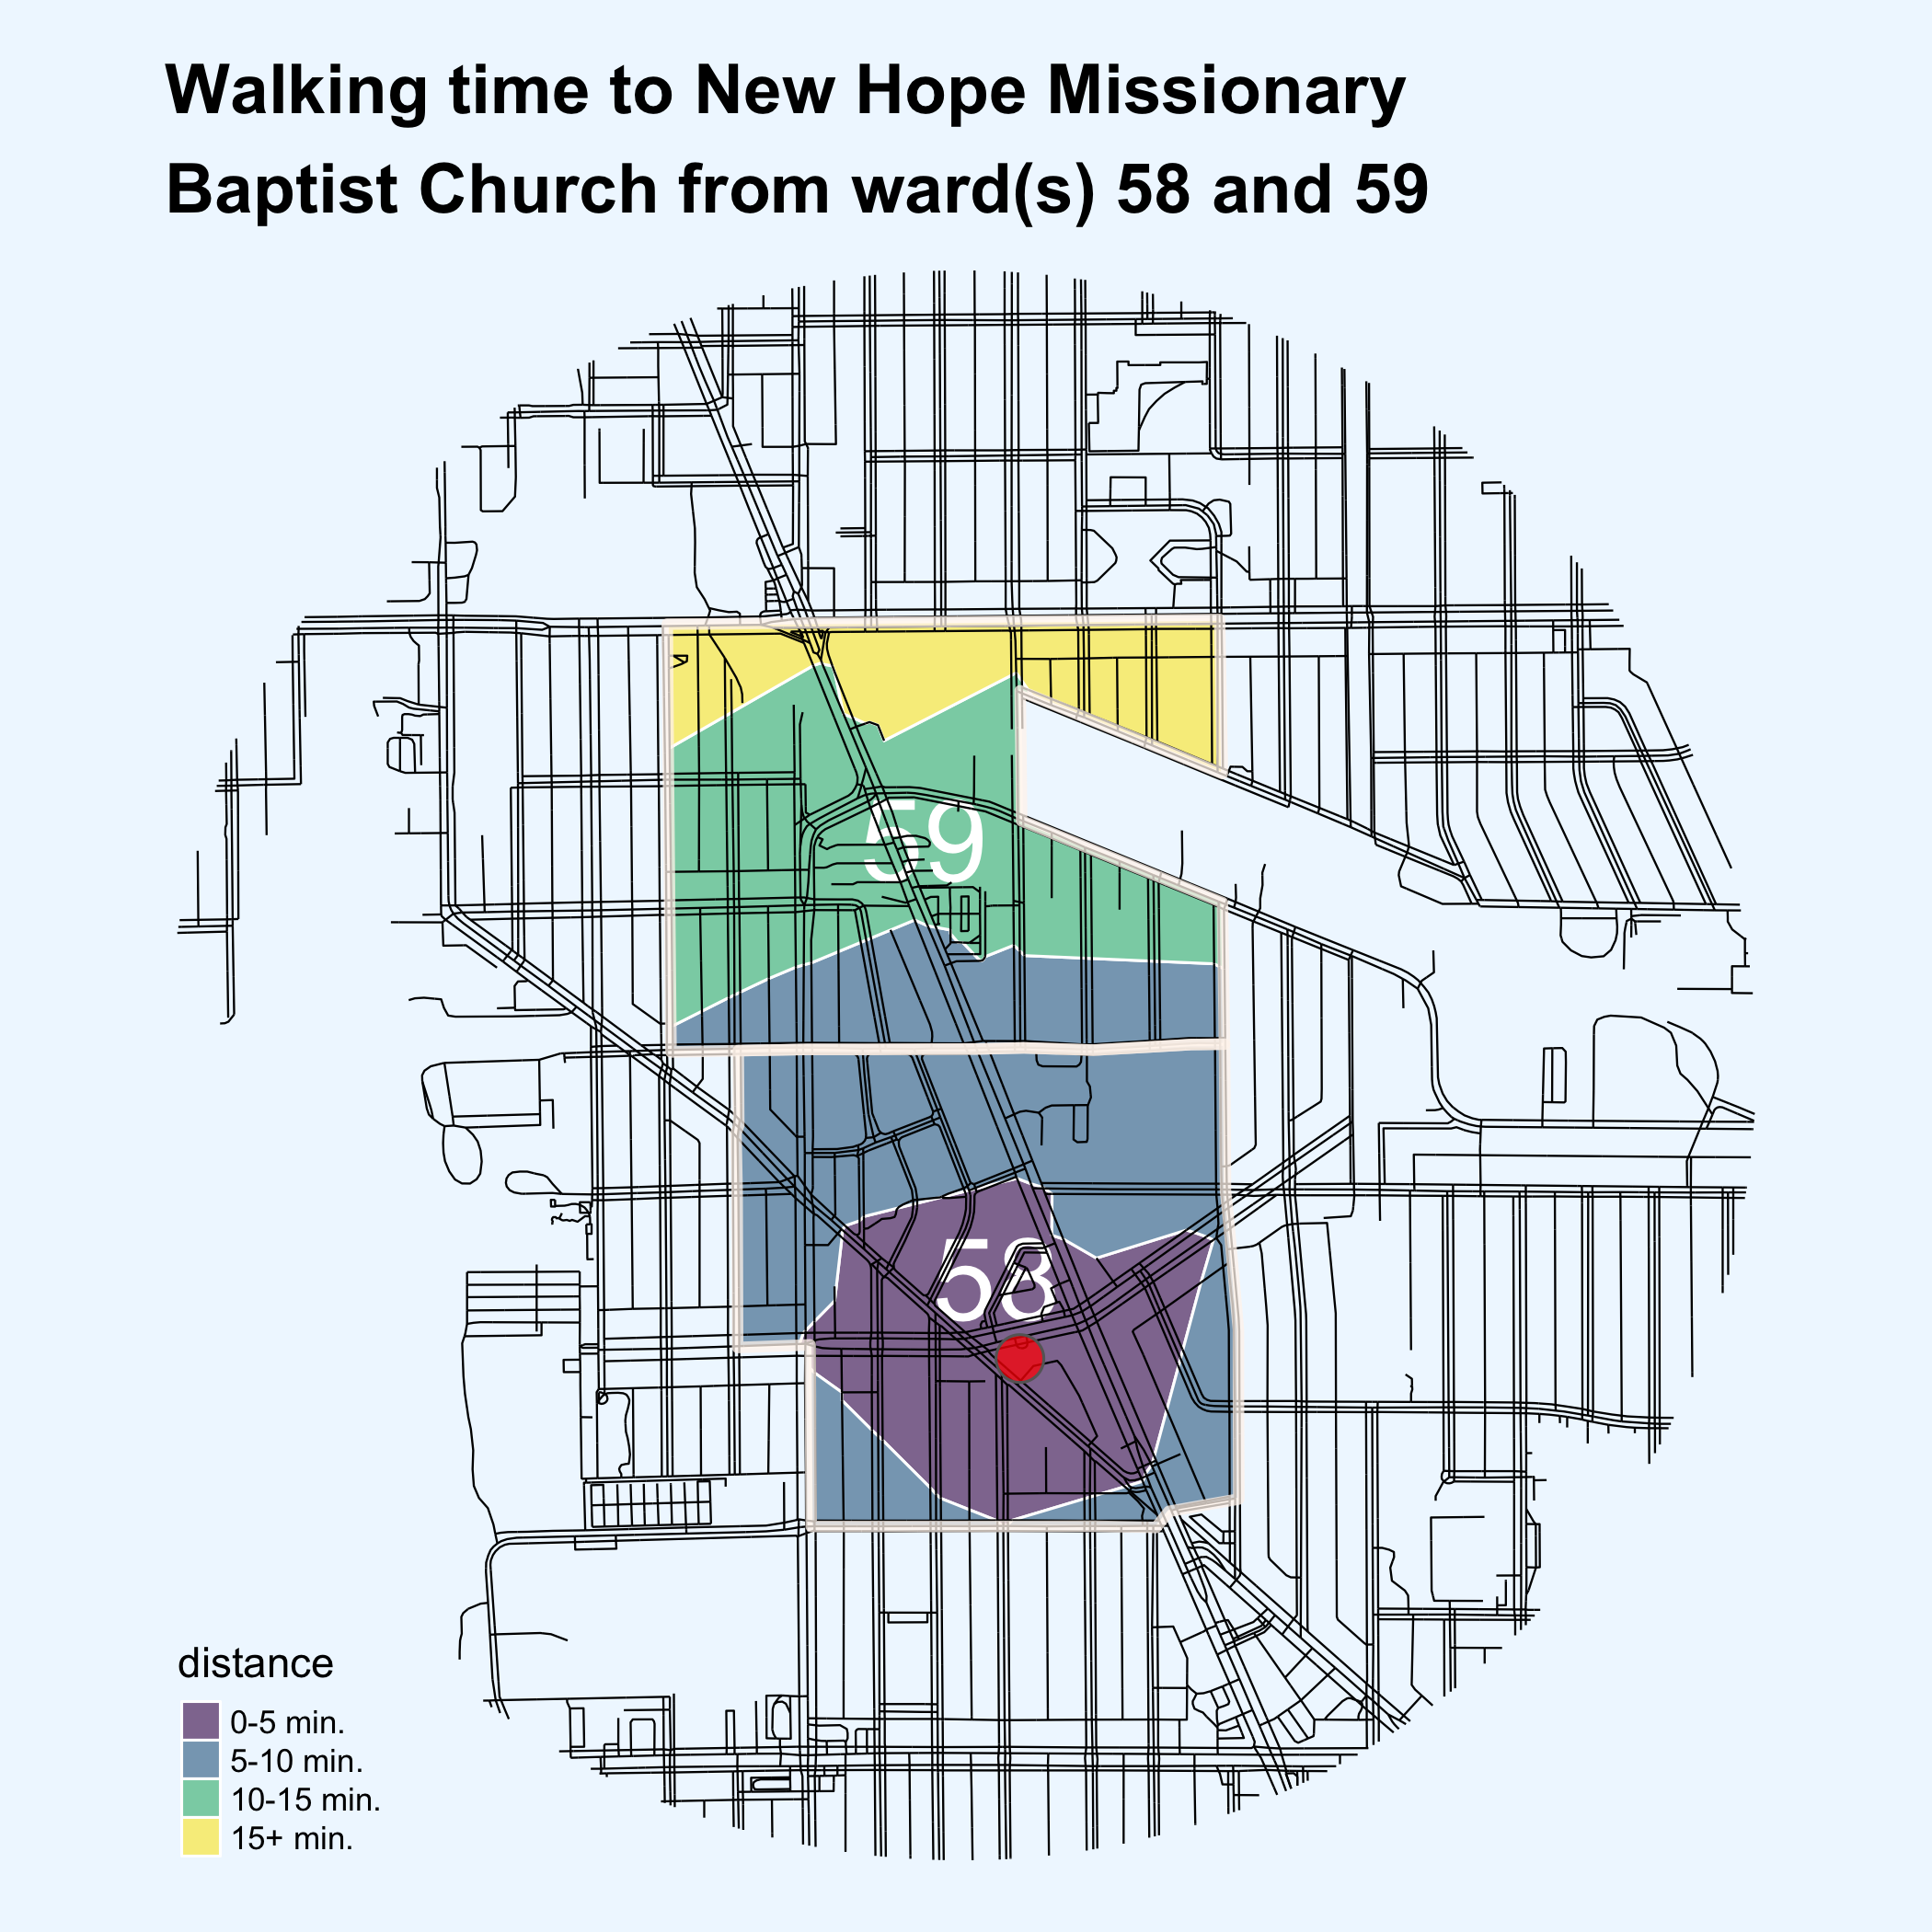 Walking time to New Hope Missionary
Baptist Church from ward(s) 58 and 59
59
58
distance
0-5 min.
5-10 min.
10-15 min.
15+ min.